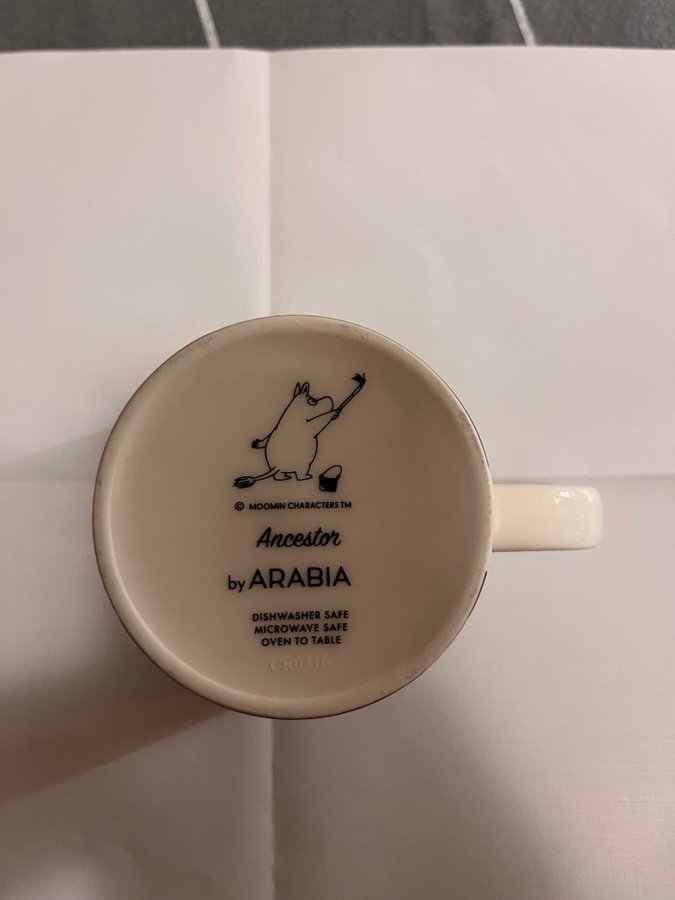 © MOOMIN CHARACTERS TM
Ancestor
by ARABIA
DISHWASHER SAFE
MICROWAVE SAFE
OVEN TO TABLE
CR0316